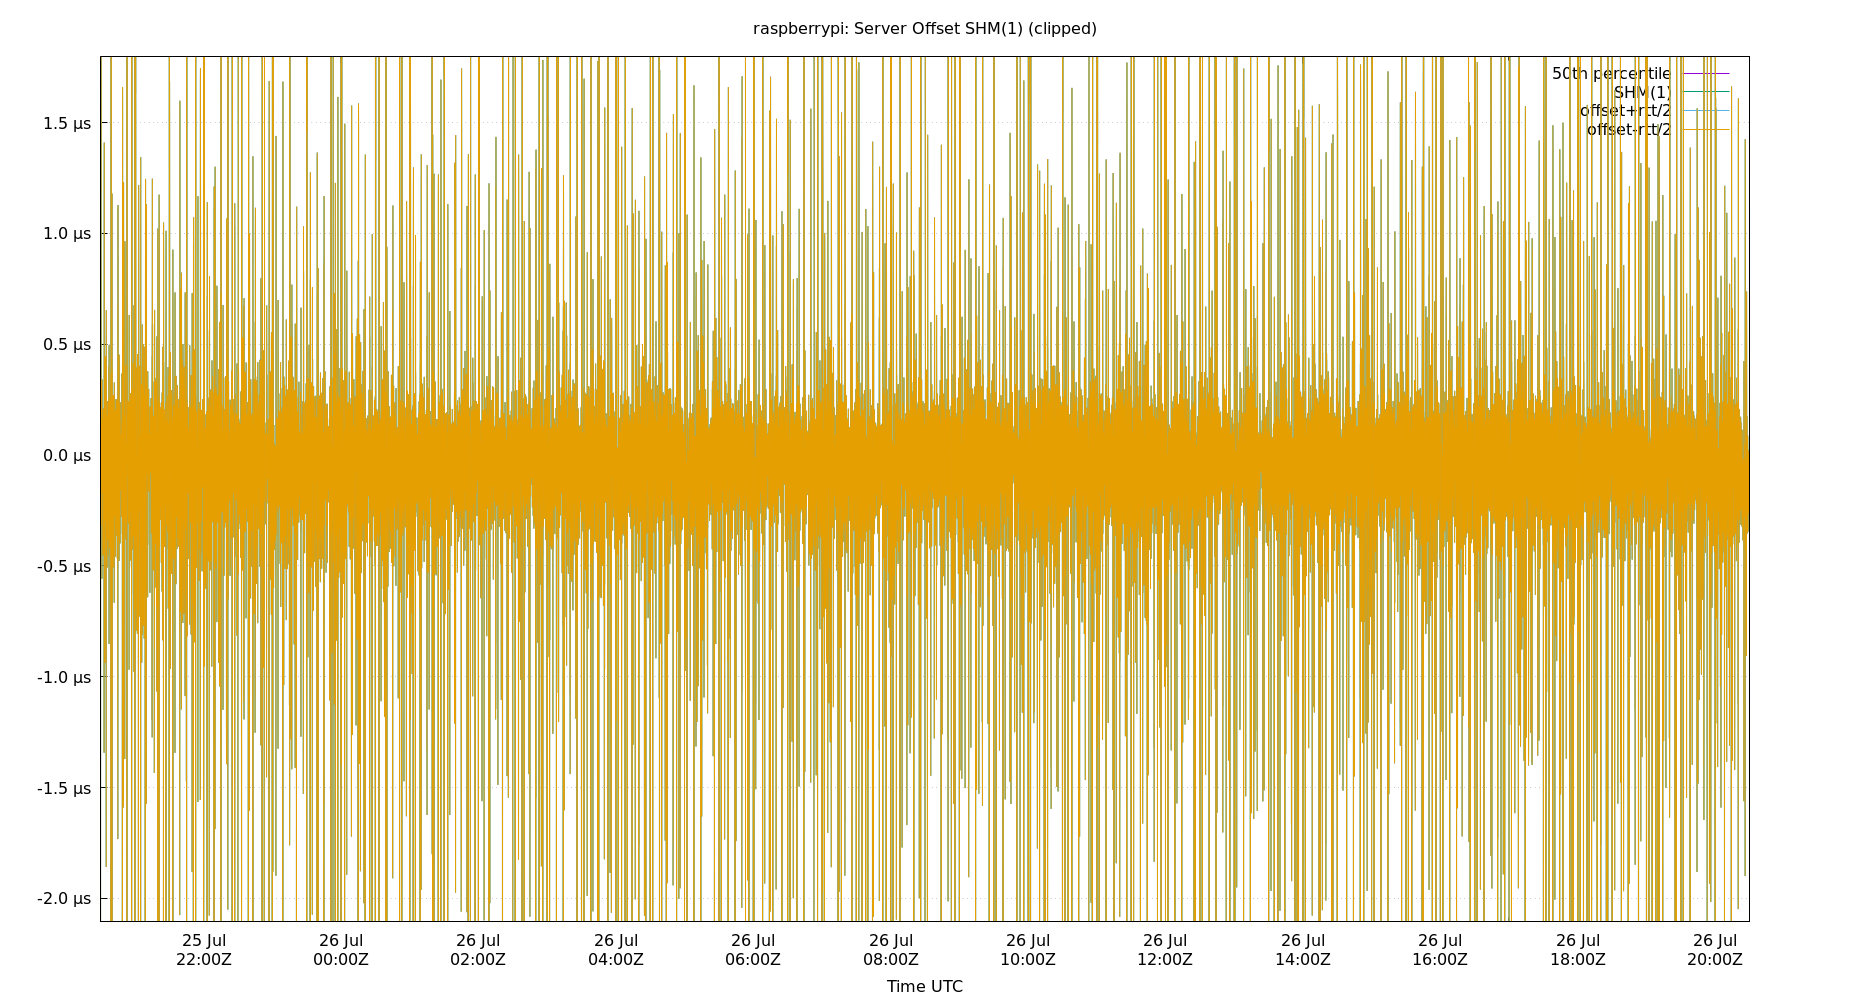 raspberrypi: Server Offset SHM(1) (clipped)
50th percentile
SHM(1)
offset+rtt/2
offset-rtt/2
1.5 µs
1.0 µs
0.5 µs
0.0 µs
-0.5 µs
-1.0 µs
-1.5 µs
-2.0 µs
25 Jul 26 Jul 26 Jul 26 Jul 26 Jul 26 Jul 26 Jul 26 Jul 26 Jul 26 Jul 26 Jul 26 Jul
22:00Z 00:00Z 02:00Z 04:00Z 06:00Z 08:00Z 10:00Z 12:00Z 14:00Z 16:00Z 18:00Z 20:00Z
Time UTC